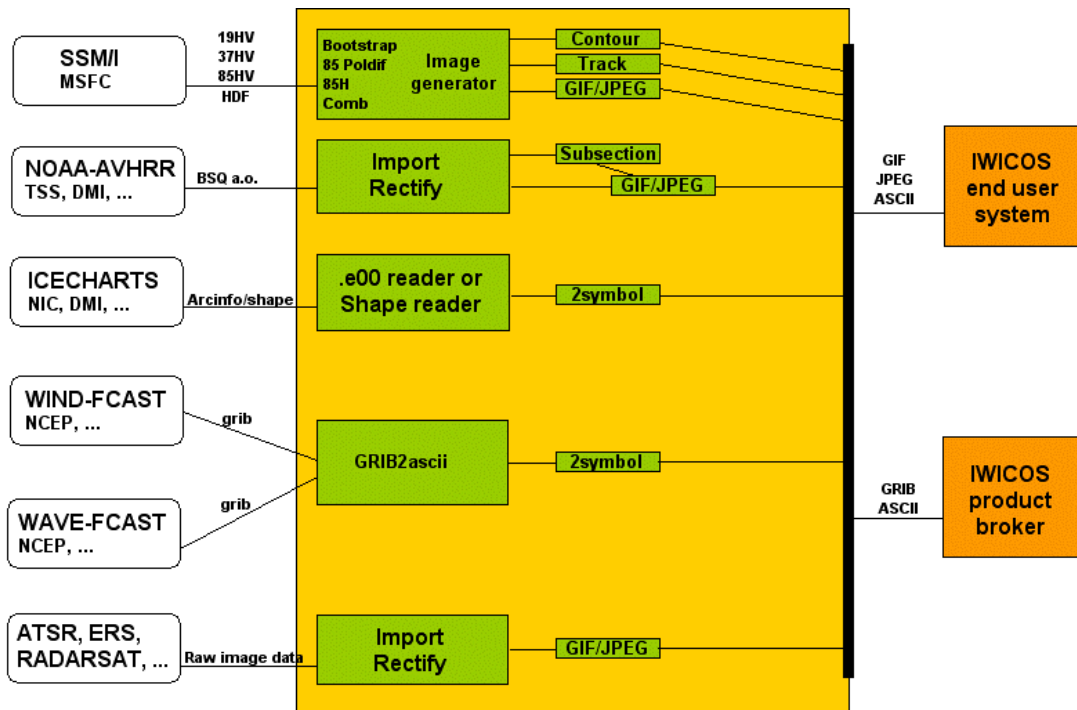 SSM/I
MSFC
19HV
37HV
85HV
HDF
Bootstrap
85 Poldif
85H
Comb
Image
generator
Contour
Track
GIF/JPEG
NOAA-AVHRR
TSS, DMI, ...
BSQ a.o.
Import
Rectify
Subsection
GIF/JPEG
GIF
JPEG
ASCII
IWICOS
end user
system
ICECHARTS
NIC, DMI, ...
Arcinfo/shape
.e00 reader or
Shape reader
2symbol
WIND-FCAST
NCEP, ...
grib
GRIB2ascii
2symbol
WAVE-FCAST
NCEP, ...
grib
GRIB
ASCII
IWICOS
product
broker
ATSR, ERS,
RADARSAT, ...
Raw image data
Import
Rectify
GIF/JPEG